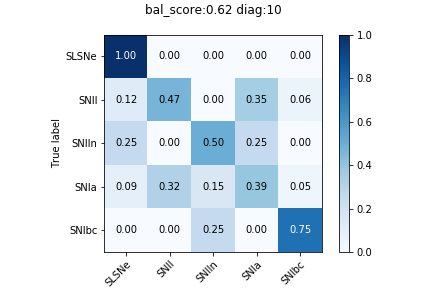 bal_score:0.62 diag:10
SLSNe 1.00 0.00 0.00 0.00 0.00
SNII 0.12 0.47 0.00 0.35 0.06
SNIIn 0.25 0.00 0.50 0.25 0.00
SNIa 0.09 0.32 0.15 0.39 0.05
SNIbc 0.00 0.00 0.25 0.00 0.75
True label
SLSNe SNII SNIIn SNIa SNIbc
1.0
0.8
0.6
0.4
0.2
0.0